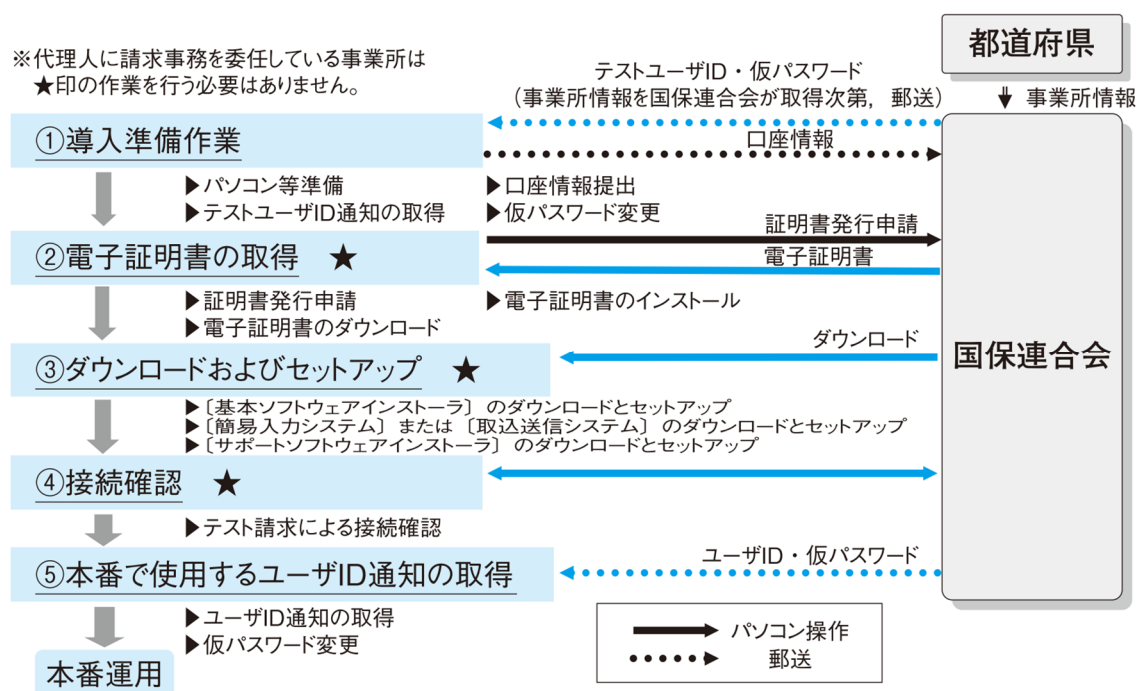 ※代理人に請求事務を委任している事業所は
★印の作業を行う必要はありません。
都道府県
事業所情報
テストユーザID・仮パスワード
（事業所情報を国保連合会が取得次第，郵送）
①導入準備作業
口座情報
▶パソコン等準備
▶口座情報提出
▶テストユーザID通知の取得
▶仮パスワード変更
証明書発行申請
②電子証明書の取得 ★
電子証明書
▶証明書発行申請
▶電子証明書のインストール
▶電子証明書のダウンロード
ダウンロード
国保連合会
③ダウンロードおよびセットアップ ★
▶〔基本ソフトウェアインストーラ〕のダウンロードとセットアップ
▶〔簡易入力システム〕または〔取込送信システム〕のダウンロードとセットアップ
▶〔サポートソフトウェアインストーラ〕のダウンロードとセットアップ
④接続確認 ★
▶テスト請求による接続確認
ユーザID・仮パスワード
⑤本番で使用するユーザID通知の取得
▶ユーザID通知の取得
▶仮パスワード変更
パソコン操作
郵送
本番運用